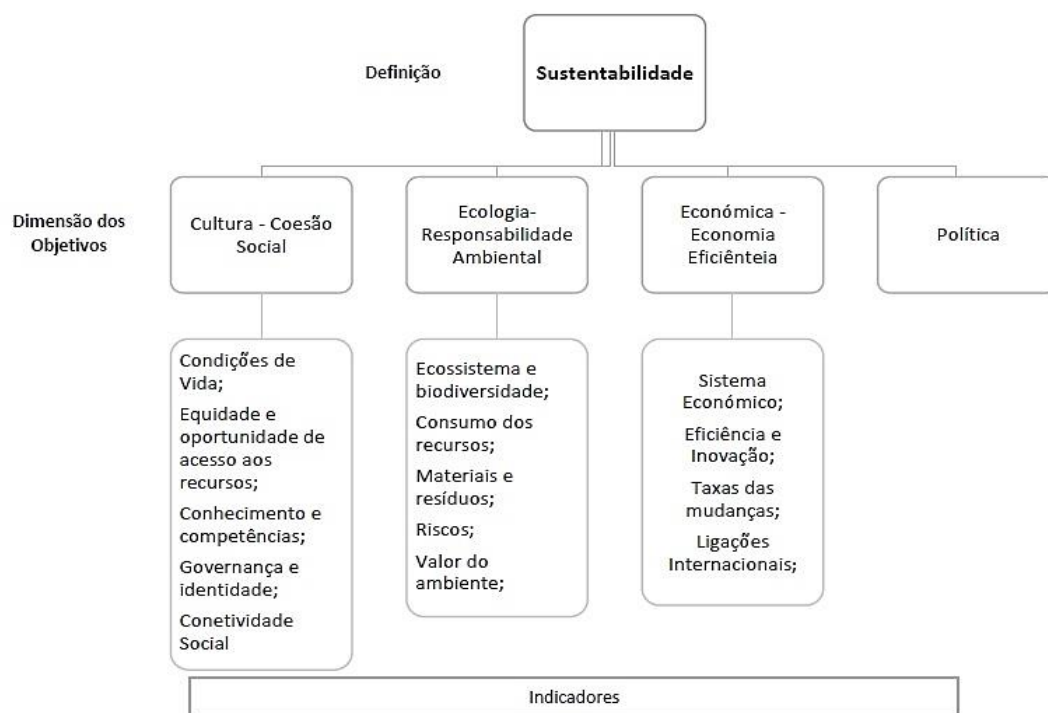 Definição
Sustentabilidade
Dimensão dos
Objetivos
Cultura - Coesão
Social
Ecologia-
Responsabilidade
Ambiental
Económica -
Economia
Eficiênteia
Política
Condições de
Vida;
Equidade e
oportunidade de
acesso aos
recursos;
Conhecimento e
competências;
Governança e
identidade;
Conetividade
Social
Ecossistema e
biodiversidade;
Consumo dos
recursos;
Materiais e
resíduos;
Riscos;
Valor do
ambiente;
Sistema
Económico;
Eficiência e
Inovação;
Taxas das
mudanças;
Ligações
Internacionais;
Indicadores